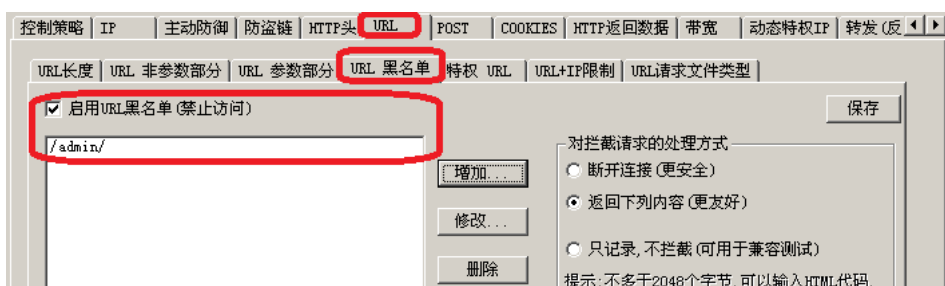 控制策略 IP 主动防御 防盗链 HTTP头 URL POST COOKIES HTTP返回数据 带宽 动态特权IP 转发(反
URL长度 URL 非参数部分 URL 参数部分 URL 黑名单 特权 URL URL+IP限制 URL请求文件类型
启用URL黑名单(禁止访问) 保存
/admin/ 对拦截请求的处理方式
增加... 断开连接(更安全)
返回下列内容(更友好)
修改...
只记录,不拦截(可用于兼容测试)
删除
提示:不多于2048个字节,可以输入HTML代码,